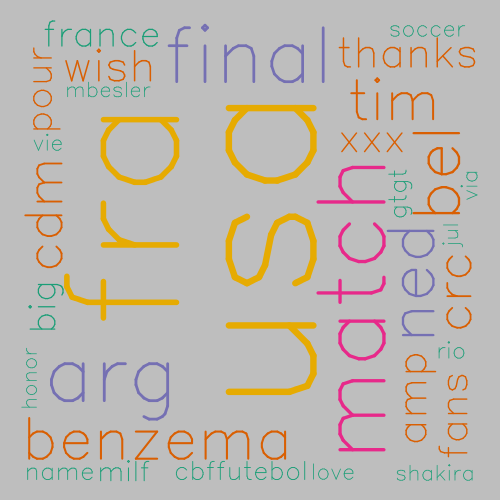 france
final
soccer
thanks
wish
pour
mbesler
tim
vie
fra
usa
xxx
bel
match
gtgt
via
cdm
ned
jul
crc
big
rio
honor
arg
amp
fans
benzema
name milf
cbffutebol love
shakira